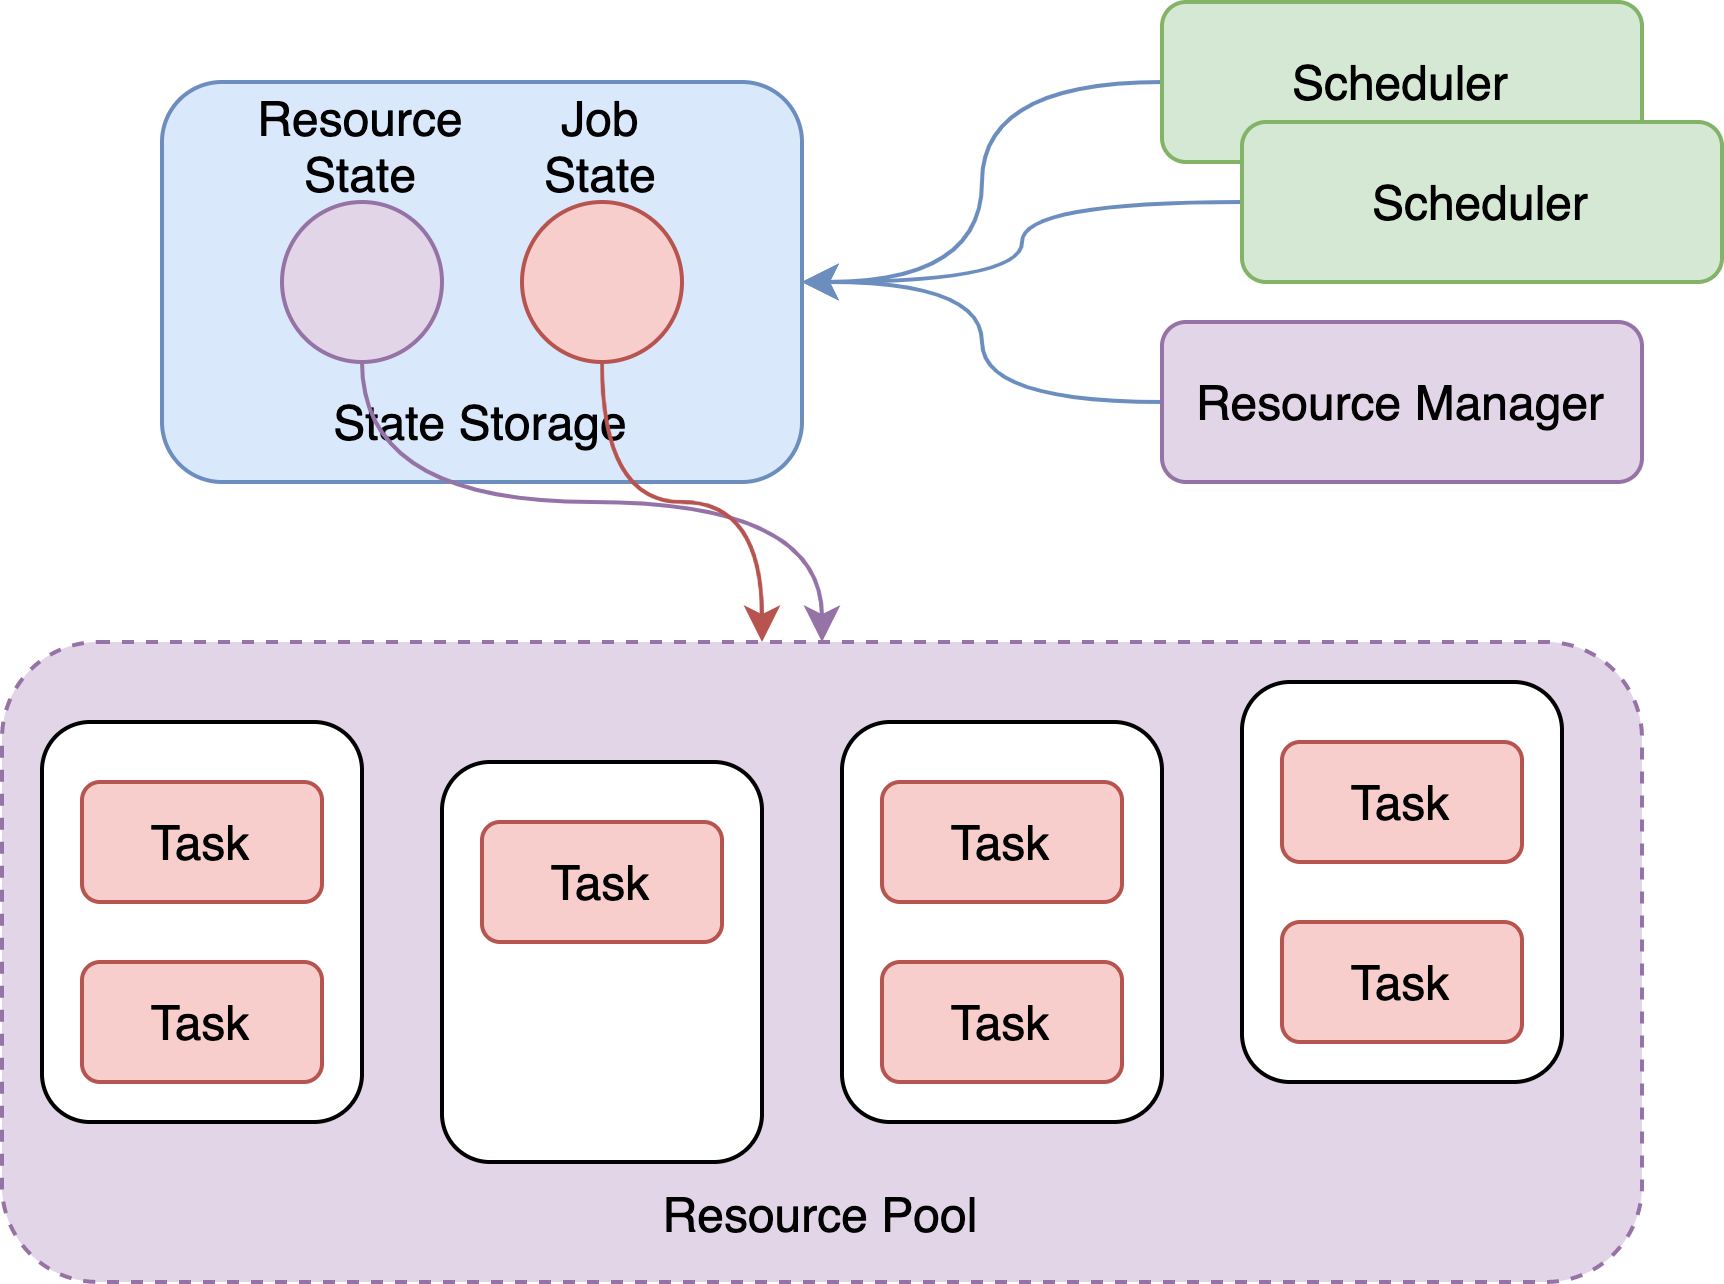 Scheduler
Resource
State
Job
State
Scheduler
Resource Manager
State Storage
Task
Task
Task
Task
Task
Task
Task
Resource Pool